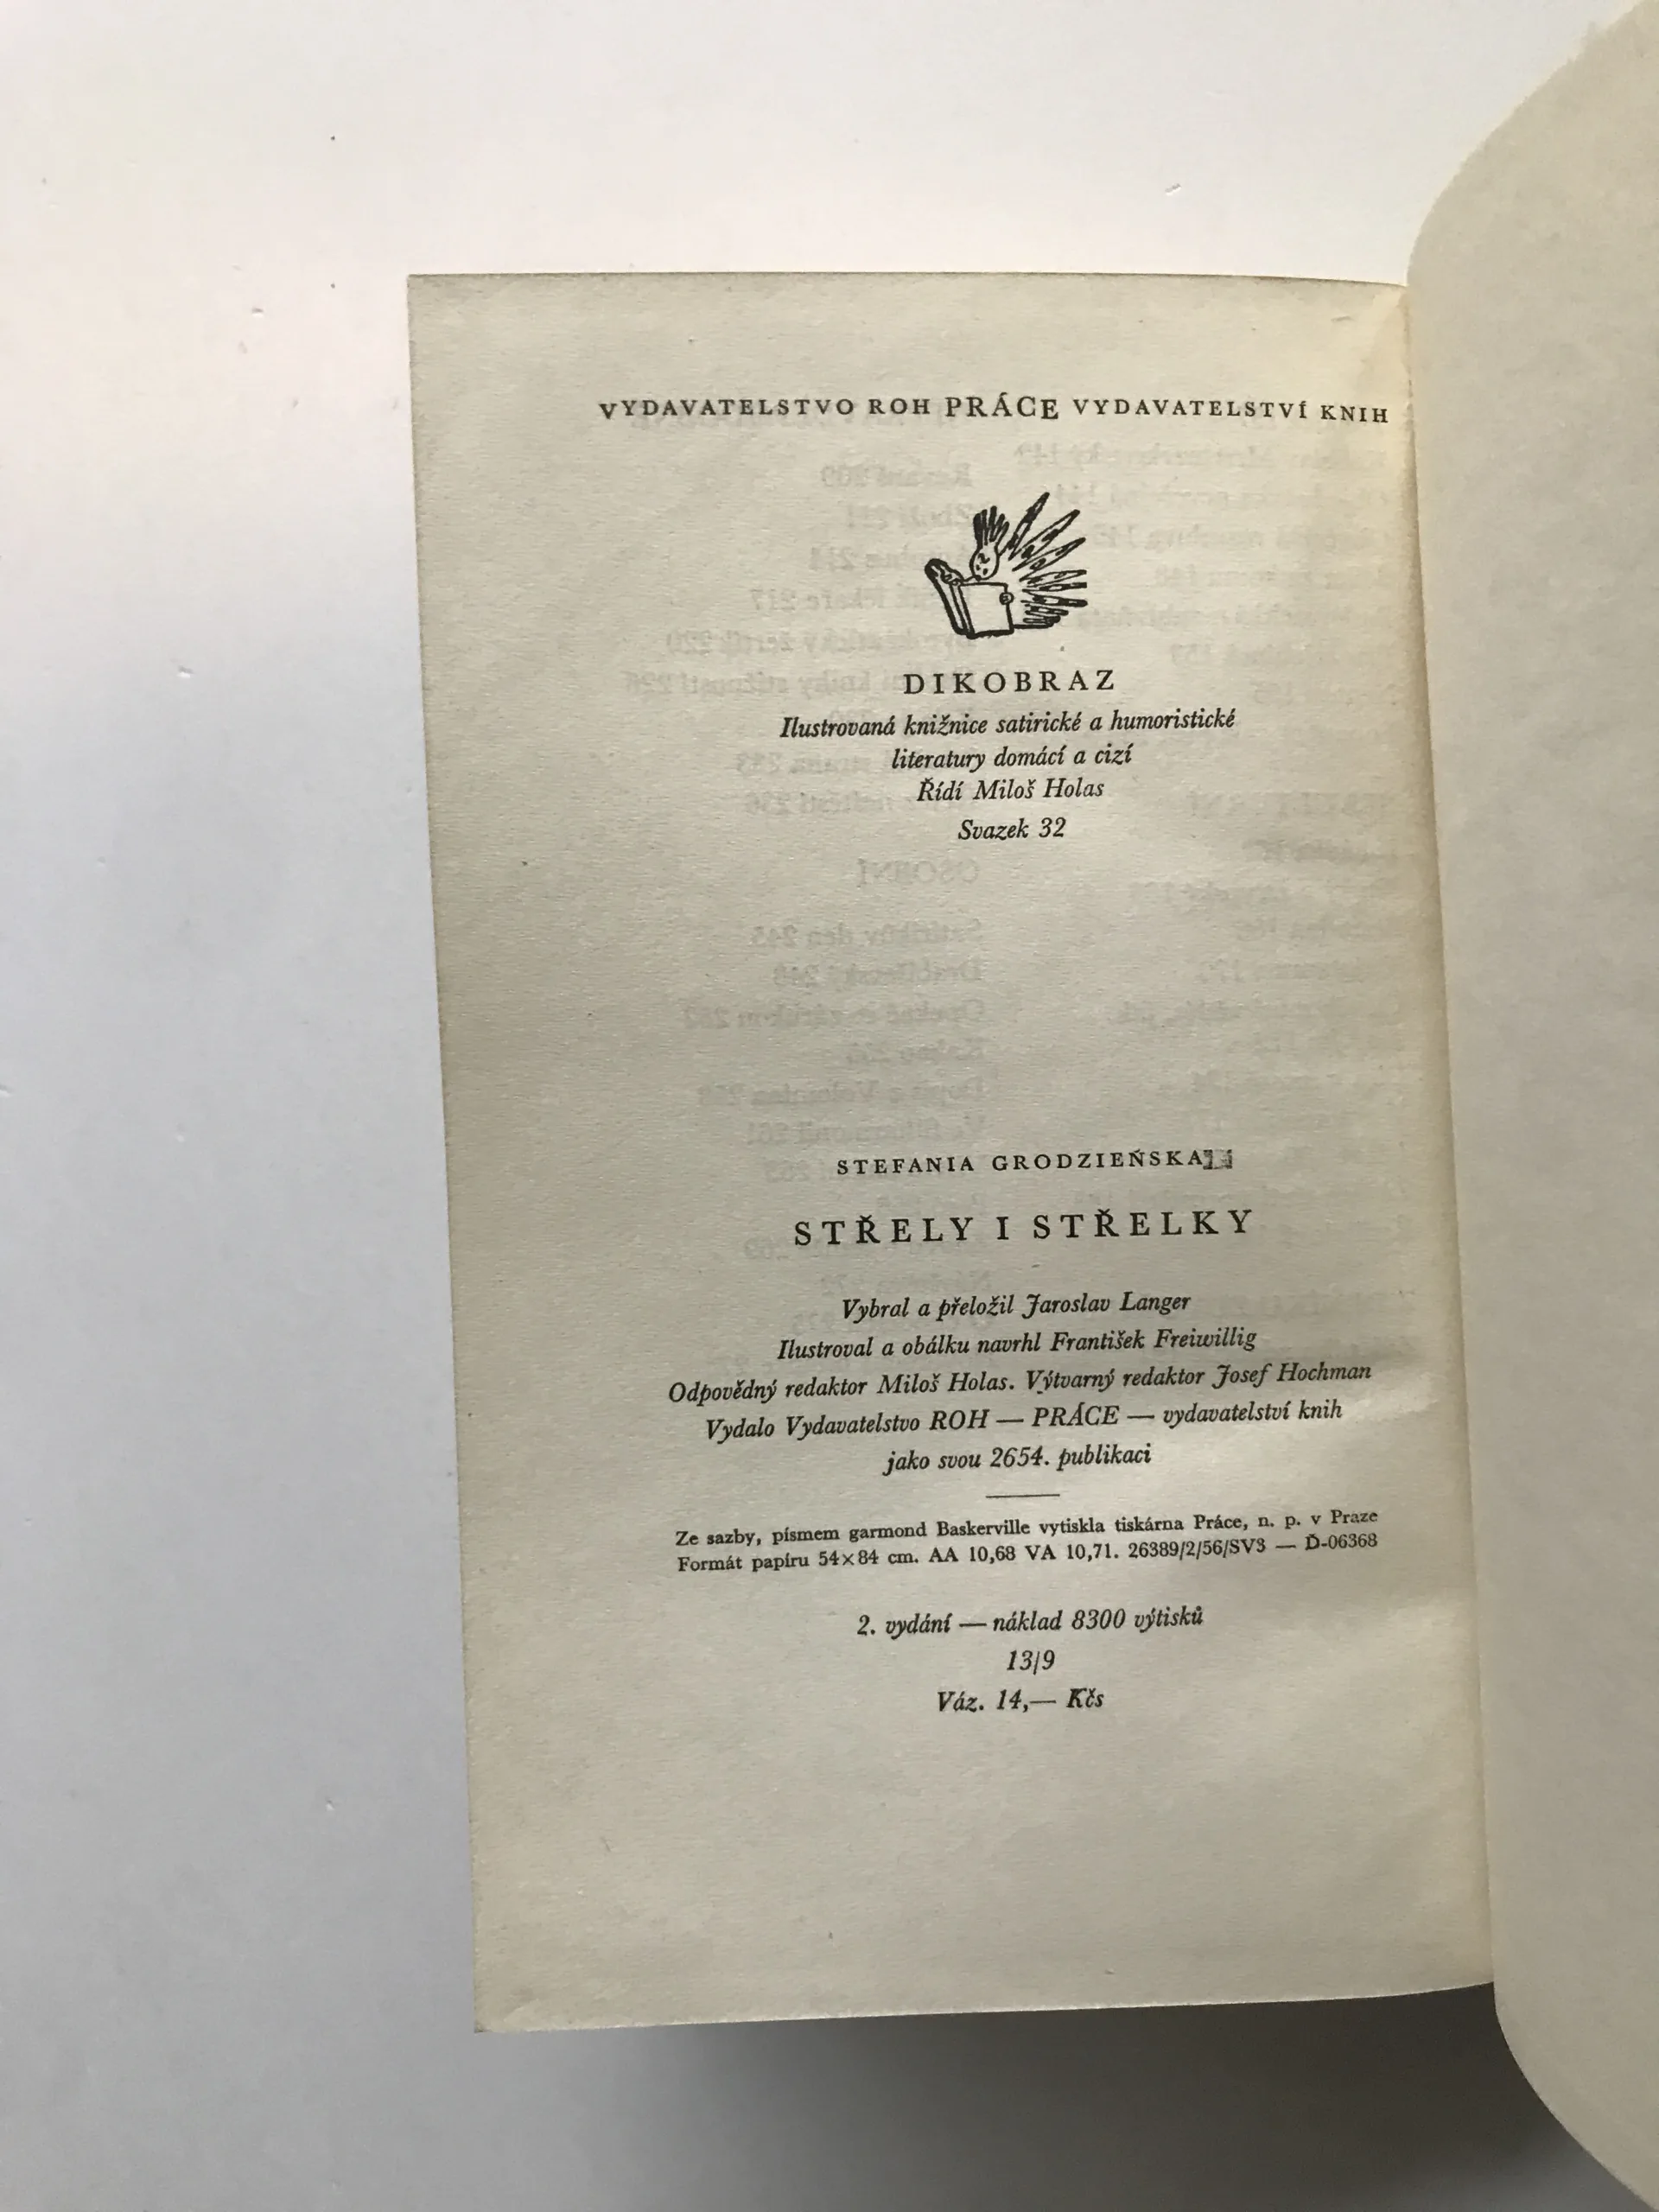 VYDAVATELSTVO ROH PRÁCE VYDAVATELSTVÍ KNIH
DIKOBRAZ
Ilustrovaná knižnice satirické a humoristické
literatury domácí a cizí
Řídí Miloš Holas
Svazek 32
STEFANIA GRODZIEŃSKA
STŘELY I STŘELKY
Vybral a přeložil Jaroslav Langer
Ilustroval a obálku navrhl František Freiwillig
Odpovědný redaktor Miloš Holas. Výtvarný redaktor Josef Hochman
Vydalo Vydavatelstvo ROH — PRÁCE — vydavatelství knih
jako svou 2654. publikaci
Ze sazby, písmem garmond Baskerville vytiskla tiskárna Práce, n. p. v Praze
Formát papíru 54×84 cm. AA 10,68 VA 10,71. 26389/2/56/SV3 — Ď-06368
2. vydání — náklad 8300 výtisků
13/9
Váz. 14,— Kčs